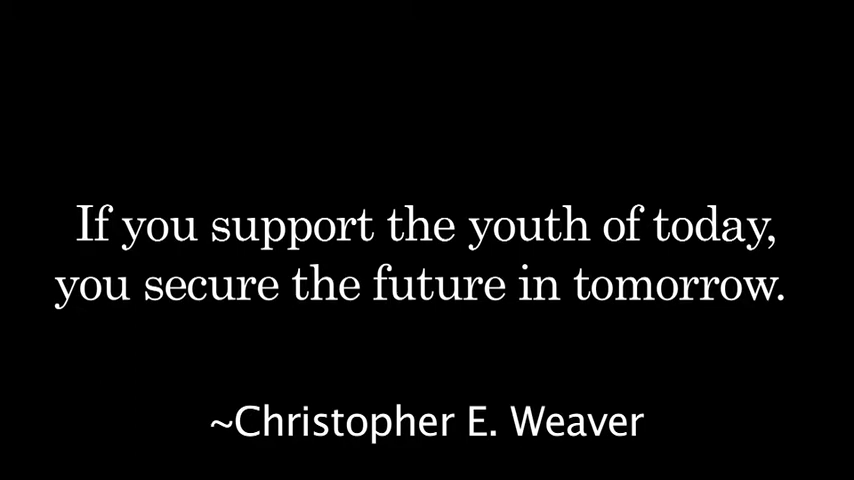 If you support the youth of today,
you secure the future in tomorrow.
~Christopher E. Weaver